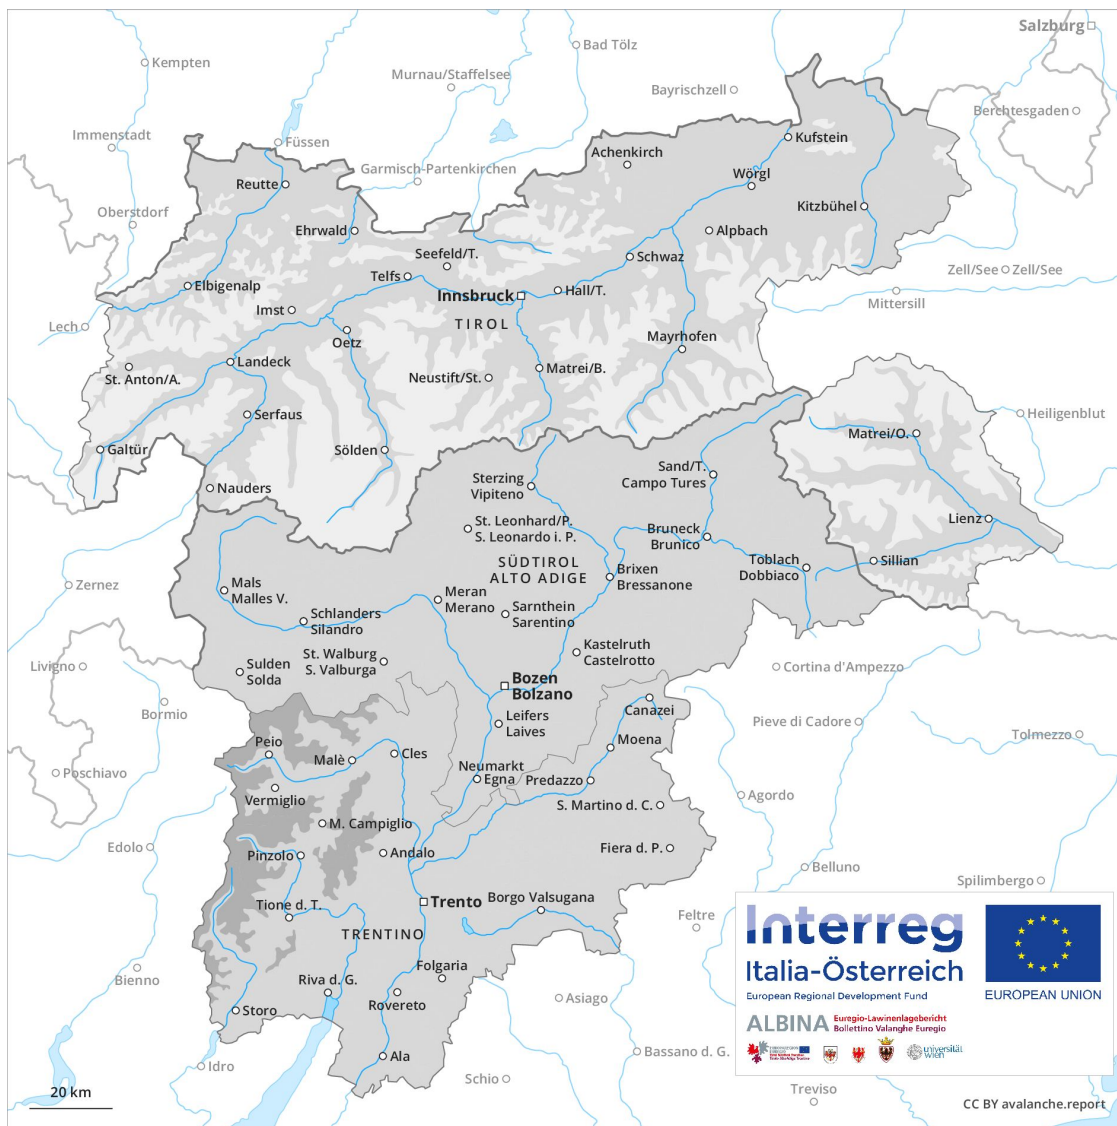 Salzburg
Bad Tölz
Kempten
Murnau/Staffelsee
Bayrischzell
Berchtesgaden
Immenstadt
Füssen
Kufstein
Achenkirch
Garmisch-Partenkirchen
Wörgl
Reutte
Kitzbühel
Oberstdorf
Ehrwald
Alpbach
Seefeld/T.
Schwaz
Telfs
Zell/See
Zell/See
Elbigenalp
Innsbruck
Hall/T.
Mittersill
Imst
TIROL
Lech
Oetz
Mayrhofen
Landeck
Matrei/B.
St. Anton/A.
Neustift/St.
Serfaus
Heiligenblut
Matrei/O.
Galtür
Sölden
Sand/T.
Campo Tures
Sterzing
Vipiteno
Nauders
Lienz
St. Leonhard/P.
S. Leonardo i. P.
Bruneck
Brunico
SÜDTIROL
ALTO ADIGE
Toblach
Dobbiaco
Sillian
Brixen
Bressanone
Zernez
Mals
Malles V.
Meran
Merano
Sarnthein
Sarentino
Schlanders
Silandro
Kastelruth
Castelrotto
St. Walburg
S. Valburga
Livigno
Sulden
Solda
Cortina d'Ampezzo
Bozen
Bolzano
Canazei
Bormio
Leifers
Laives
Pieve di Cadore
Tolmezzo
Peio
Moena
Malè
Cles
Poschiavo
Neumarkt
Egna
Predazzo
Vermiglio
Agordo
S. Martino d. C.
M. Campiglio
Edolo
Pinzolo
Andalo
Fiera d. P.
Belluno
Spilimbergo
Tione d. T.
Trento
Borgo Valsugana
Feltre
TRENTINO
Interreg
Italia-Österreich
European Regional Development Fund
EUROPEAN UNION
Folgaria
Bienno
Riva d. G.
Rovereto
Asiago
Storo
ALBINA
Euregio-Lawinenlagebericht
Bollettino Valanghe Euregio
universität
wien
Ala
Bassano d. G.
Idro
Schio
Treviso
20 km
CC BY avalanche.report